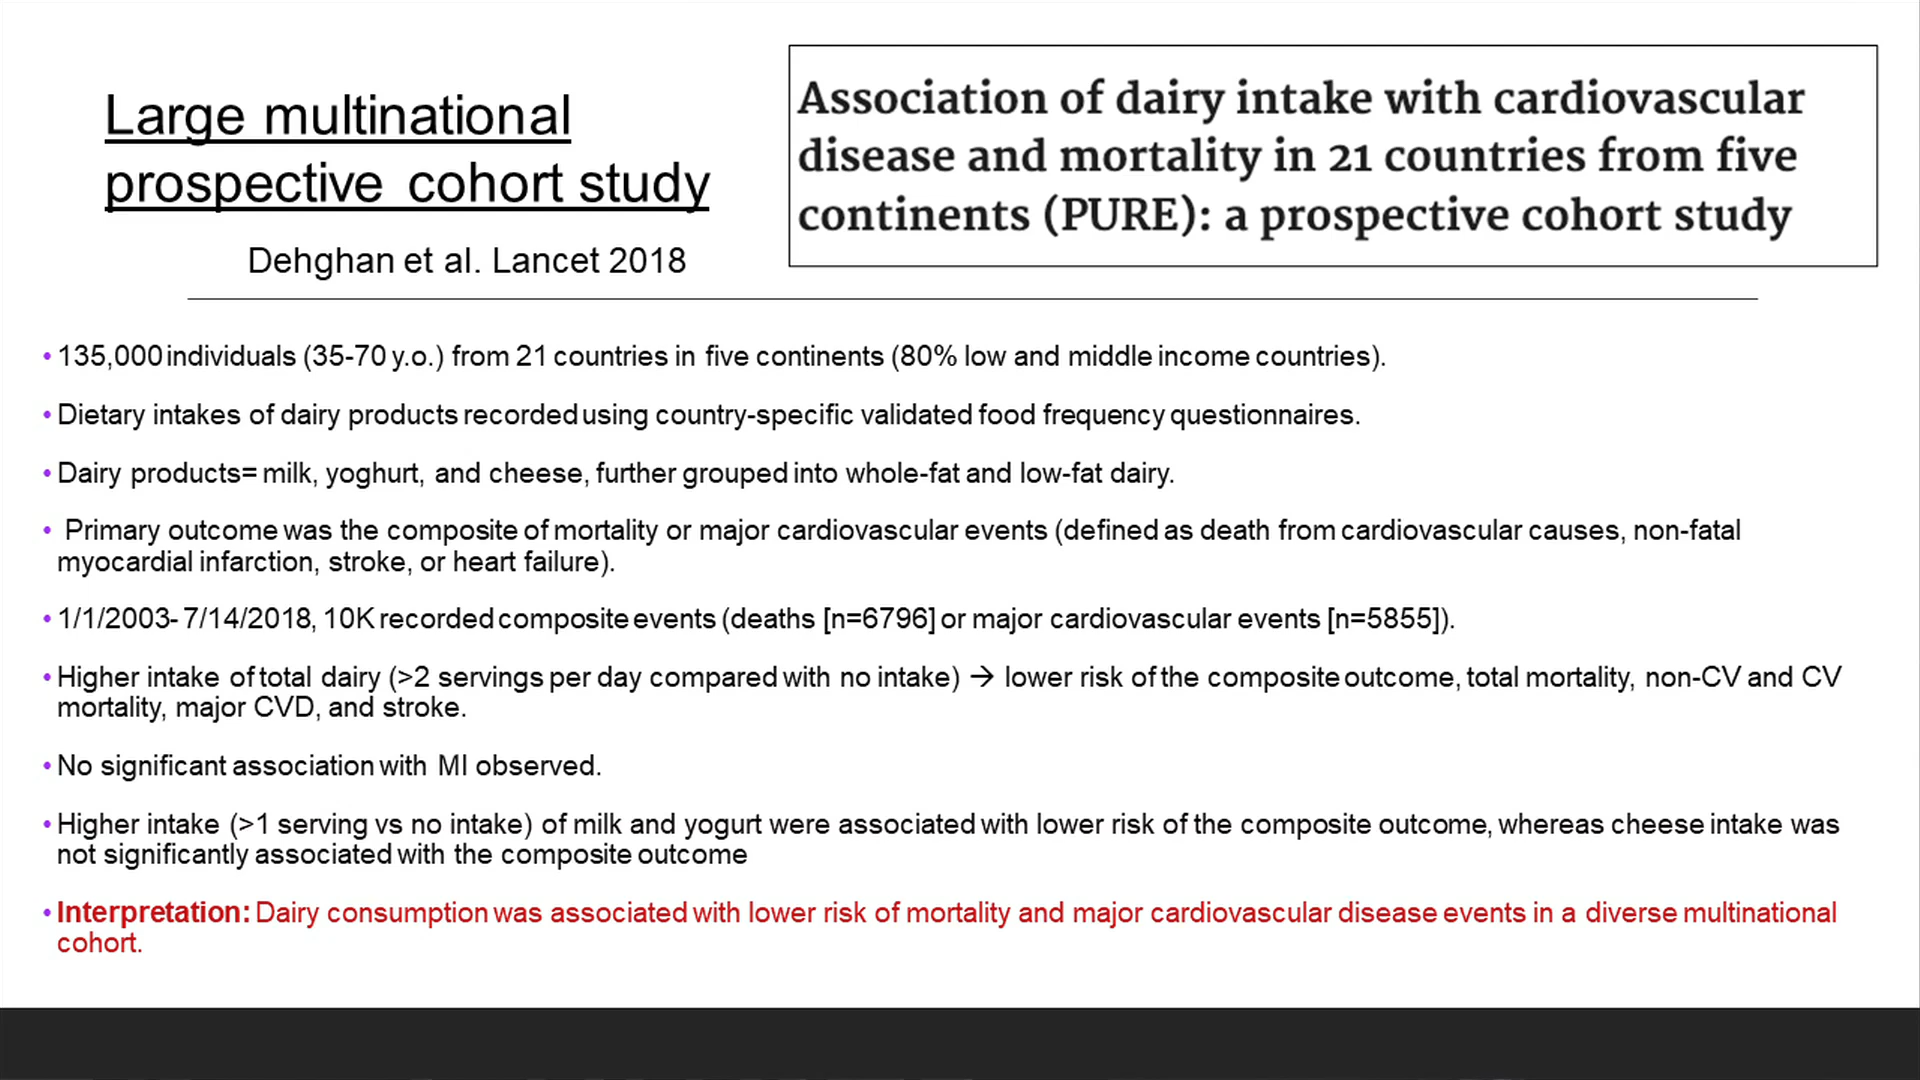 Large multinational
prospective cohort study
Dehghan et al. Lancet 2018
Association of dairy intake with cardiovascular
disease and mortality in 21 countries from five
continents (PURE): a prospective cohort study
• 135,000 individuals (35-70 y.o.) from 21 countries in five continents (80% low and middle income countries).
• Dietary intakes of dairy products recorded using country-specific validated food frequency questionnaires.
• Dairy products= milk, yoghurt, and cheese, further grouped into whole-fat and low-fat dairy.
• Primary outcome was the composite of mortality or major cardiovascular events (defined as death from cardiovascular causes, non-fatal
myocardial infarction, stroke, or heart failure).
• 1/1/2003- 7/14/2018, 10K recorded composite events (deaths [n=6796] or major cardiovascular events [n=5855]).
• Higher intake of total dairy (>2 servings per day compared with no intake) → lower risk of the composite outcome, total mortality, non-CV and CV
mortality, major CVD, and stroke.
• No significant association with MI observed.
• Higher intake (>1 serving vs no intake) of milk and yogurt were associated with lower risk of the composite outcome, whereas cheese intake was
not significantly associated with the composite outcome
• Interpretation: Dairy consumption was associated with lower risk of mortality and major cardiovascular disease events in a diverse multinational
cohort.